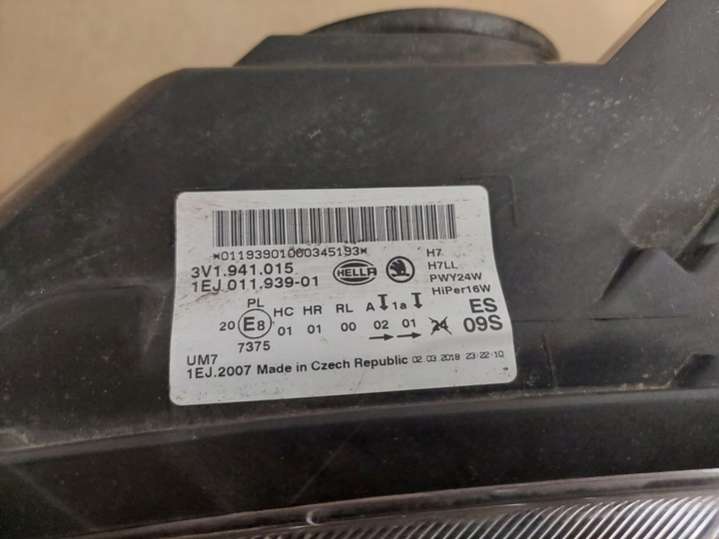 *011939010000345193*
3V1.941.015
1EJ 011.939-01
HELLA
H7
H7LL
PWY24W
HiPer16W
PL HC HR RL A 1a ES
20 E8 01 01 00 02 01 24 09S
7375
UM7
1EJ.2007 Made in Czech Republic 02.03.2018 23:22:10